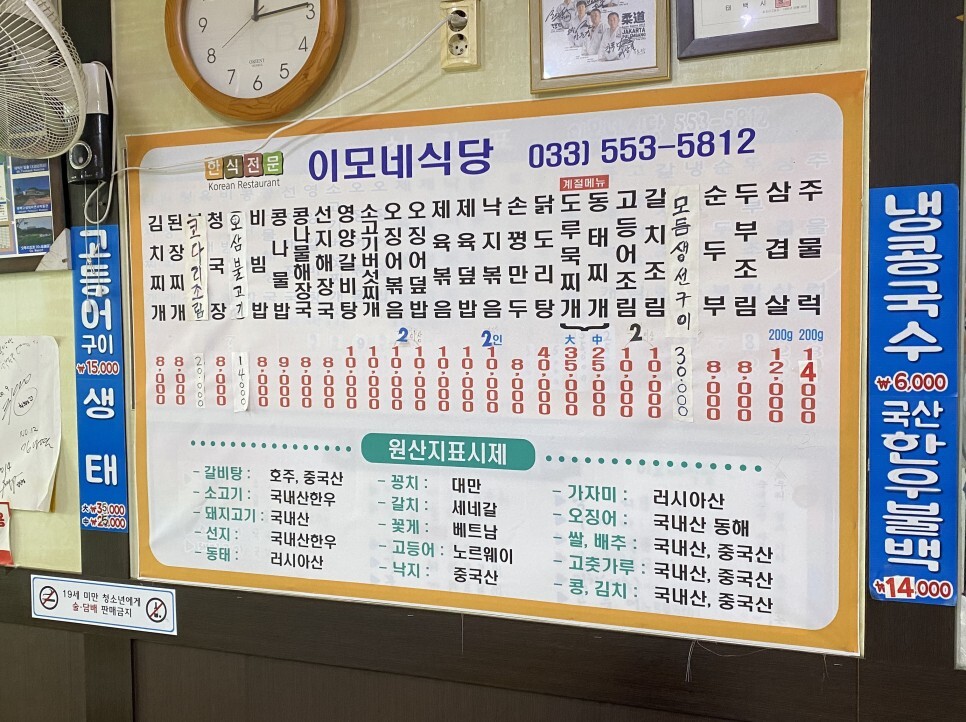 한식전문
Korean Restaurant
이모네식당
033) 553-5812
김치찌개 8,000
된장찌개 8,000
코다리조림 20,000
청국장 8,000
오삼불고기 14,000
비빔밥 8,000
콩나물밥 9,000
콩나물해장국 8,000
선지해장국 8,000
영양갈비탕 10,000
소고기버섯찌개 10,000
오징어볶음 2 10,000
오징어덮밥 10,000
제육볶음 10,000
제육덮밥 10,000
낙지볶음 2인 10,000
손평만두 8,000
닭도리탕 40,000
계절메뉴
도루묵찌개 大 35,000
동태찌개 中 25,000
고등어조림 2 10,000
갈치조림 10,000
모듬생선구이 30,000
순두부 8,000
두부조림 8,000
삼겹살 200g 12,000
주물럭 200g 14,000
원산지표시제
- 갈비탕 : 호주, 중국산
- 소고기 : 국내산한우
- 돼지고기 : 국내산
- 선지 : 국내산한우
- 동태 : 러시아산
- 꽁치 : 대만
- 갈치 : 세네갈
- 꽃게 : 베트남
- 고등어 : 노르웨이
- 낙지 : 중국산
- 가자미 : 러시아산
- 오징어 : 국내산 동해
- 쌀, 배추 : 국내산, 중국산
- 고춧가루 : 국내산, 중국산
- 콩, 김치 : 국내산, 중국산
고등어
구이
₩15,000
생태
大₩35,000
中₩25,000
냉콩국수
₩6,000
국산
한우불백
₩14,000
19세 미만 청소년에게
술·담배 판매금지
柔道
JAKARTA
PALEMBANG